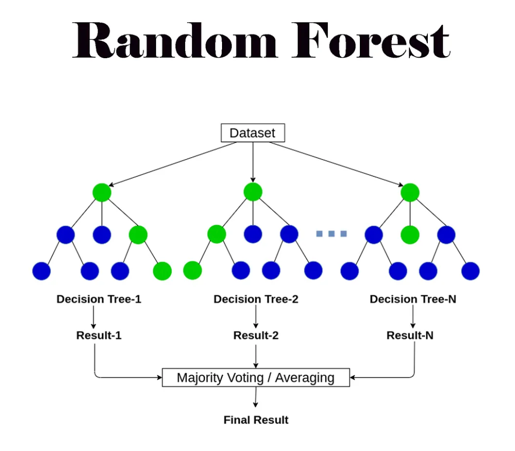 Random Forest
Dataset
Decision Tree-1 Decision Tree-2 Decision Tree-N
Result-1 Result-2 Result-N
Majority Voting / Averaging
Final Result